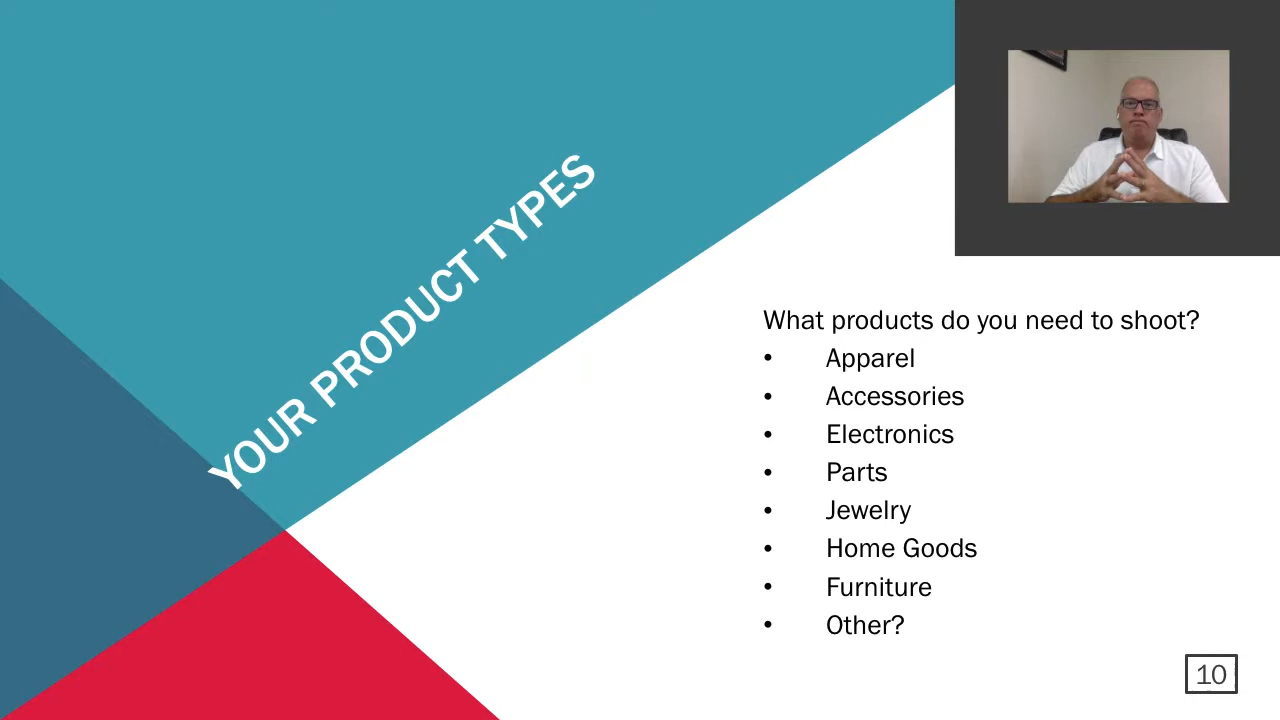 YOUR PRODUCT TYPES
What products do you need to shoot?
• Apparel
• Accessories
• Electronics
• Parts
• Jewelry
• Home Goods
• Furniture
• Other?
10